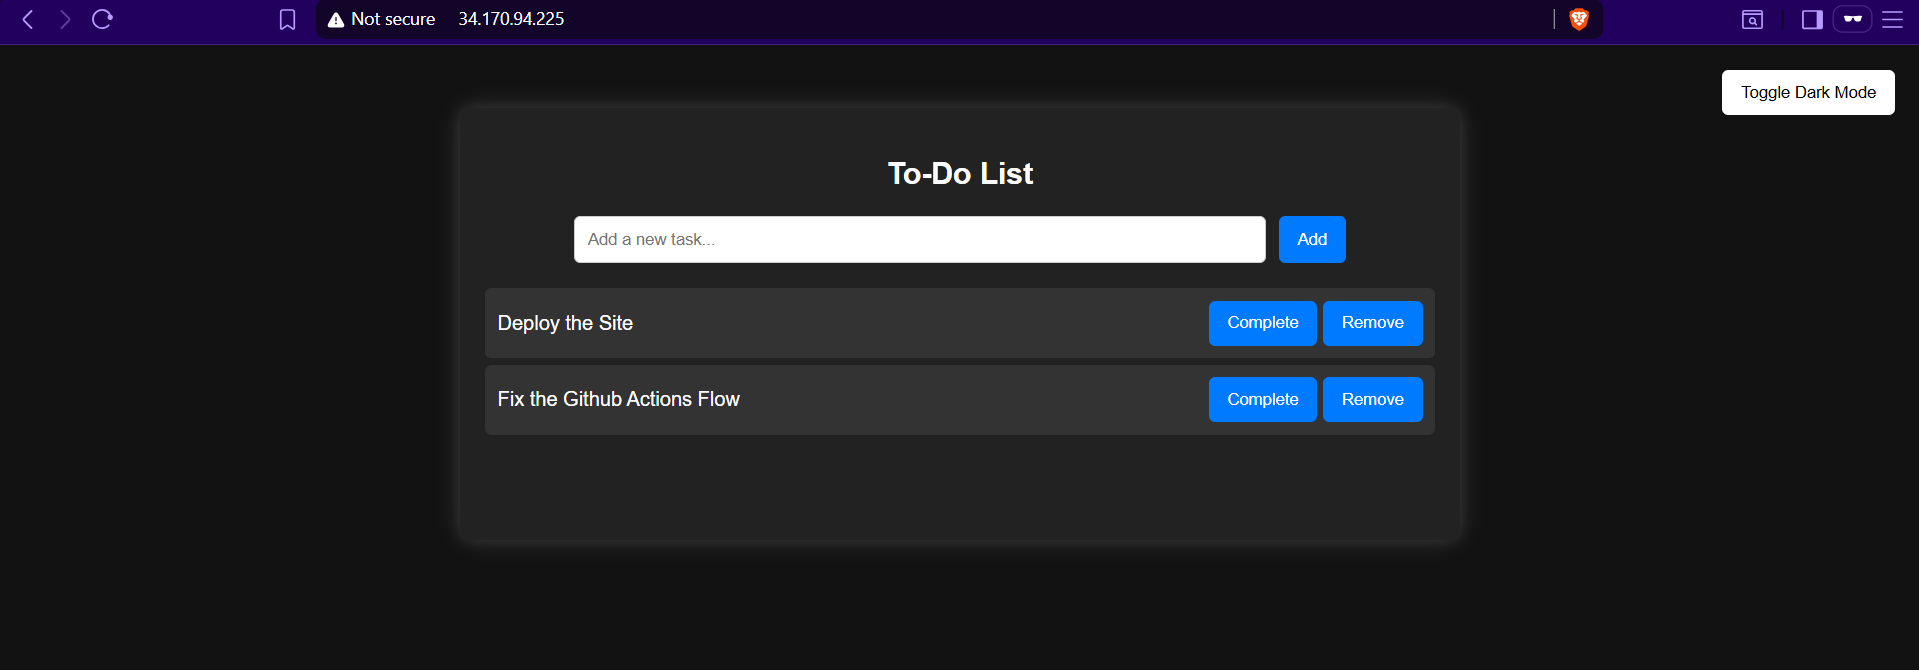 Not secure 34.170.94.225
Toggle Dark Mode
To-Do List
Add a new task... Add
Deploy the Site Complete Remove
Fix the Github Actions Flow Complete Remove